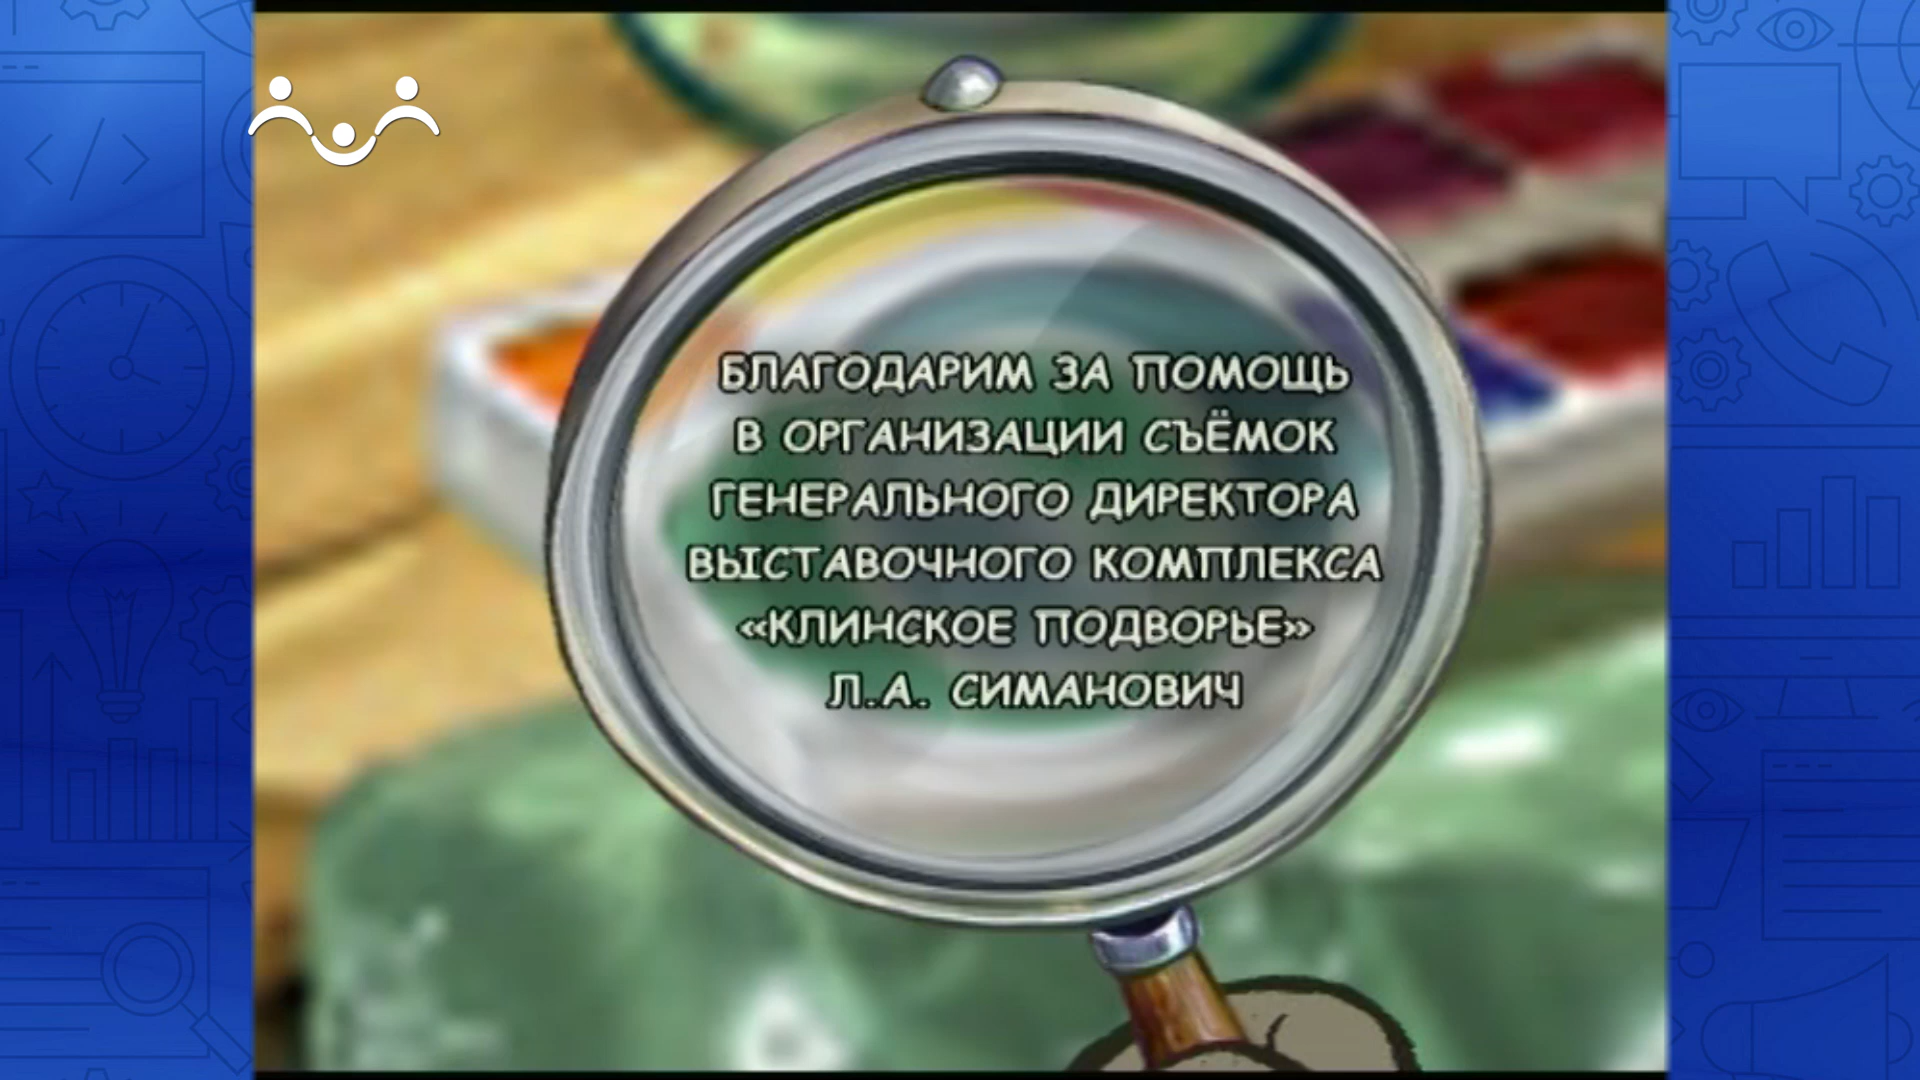 БЛАГОДАРИМ ЗА ПОМОЩЬ
В ОРГАНИЗАЦИИ СЪЁМОК
ГЕНЕРАЛЬНОГО ДИРЕКТОРА
ВЫСТАВОЧНОГО КОМПЛЕКСА
«КЛИНСКОЕ ПОДВОРЬЕ»
Л.А. СИМАНОВИЧ